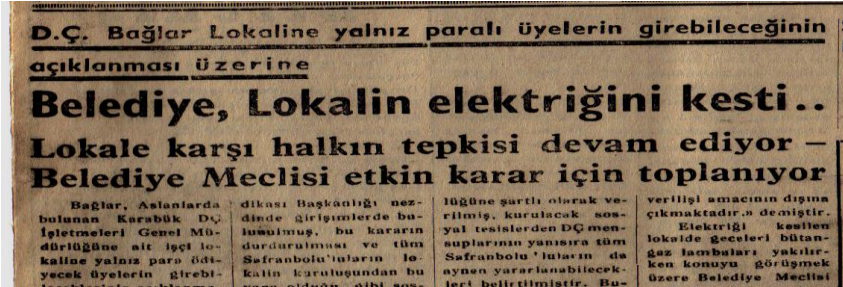 D.Ç. Bağlar Lokaline yalnız paralı üyelerin girebileceğinin
açıklanması üzerine
Belediye, Lokalin elektriğini kesti..
Lokale karşı halkın tepkisi devam ediyor —
Belediye Meclisi etkin karar için toplanıyor
Bağlar, Aslanlarda
bulunan Karabük DÇ
İşletmeleri Genel Mü-
dürlüğüne ait işçi lo-
kaline yalnız para ödi-
yecek üyelerin girebi-
dikası Başkanlığı nez-
dinde girişimlerde bu-
lunulmuş, bu kararın
durdurulması ve tüm
Safranbolu'luların lo-
kalin kuruluşundan bu
lüğüne şartlı olarak ve-
rilmiş, kurulacak sos-
yal tesislerden DÇ men-
suplarının yanısıra tüm
Safranbolu'luların da
aynen yararlanabilecek-
leri belirtilmiştir. Bu-
verilişi amacının dışına
çıkmaktadır.» demiştir.
Elektriği kesilen
lokalde geceleri bütan-
gaz lambaları yakılır-
ken konuyu görüşmek
üzere Belediye Meclisi